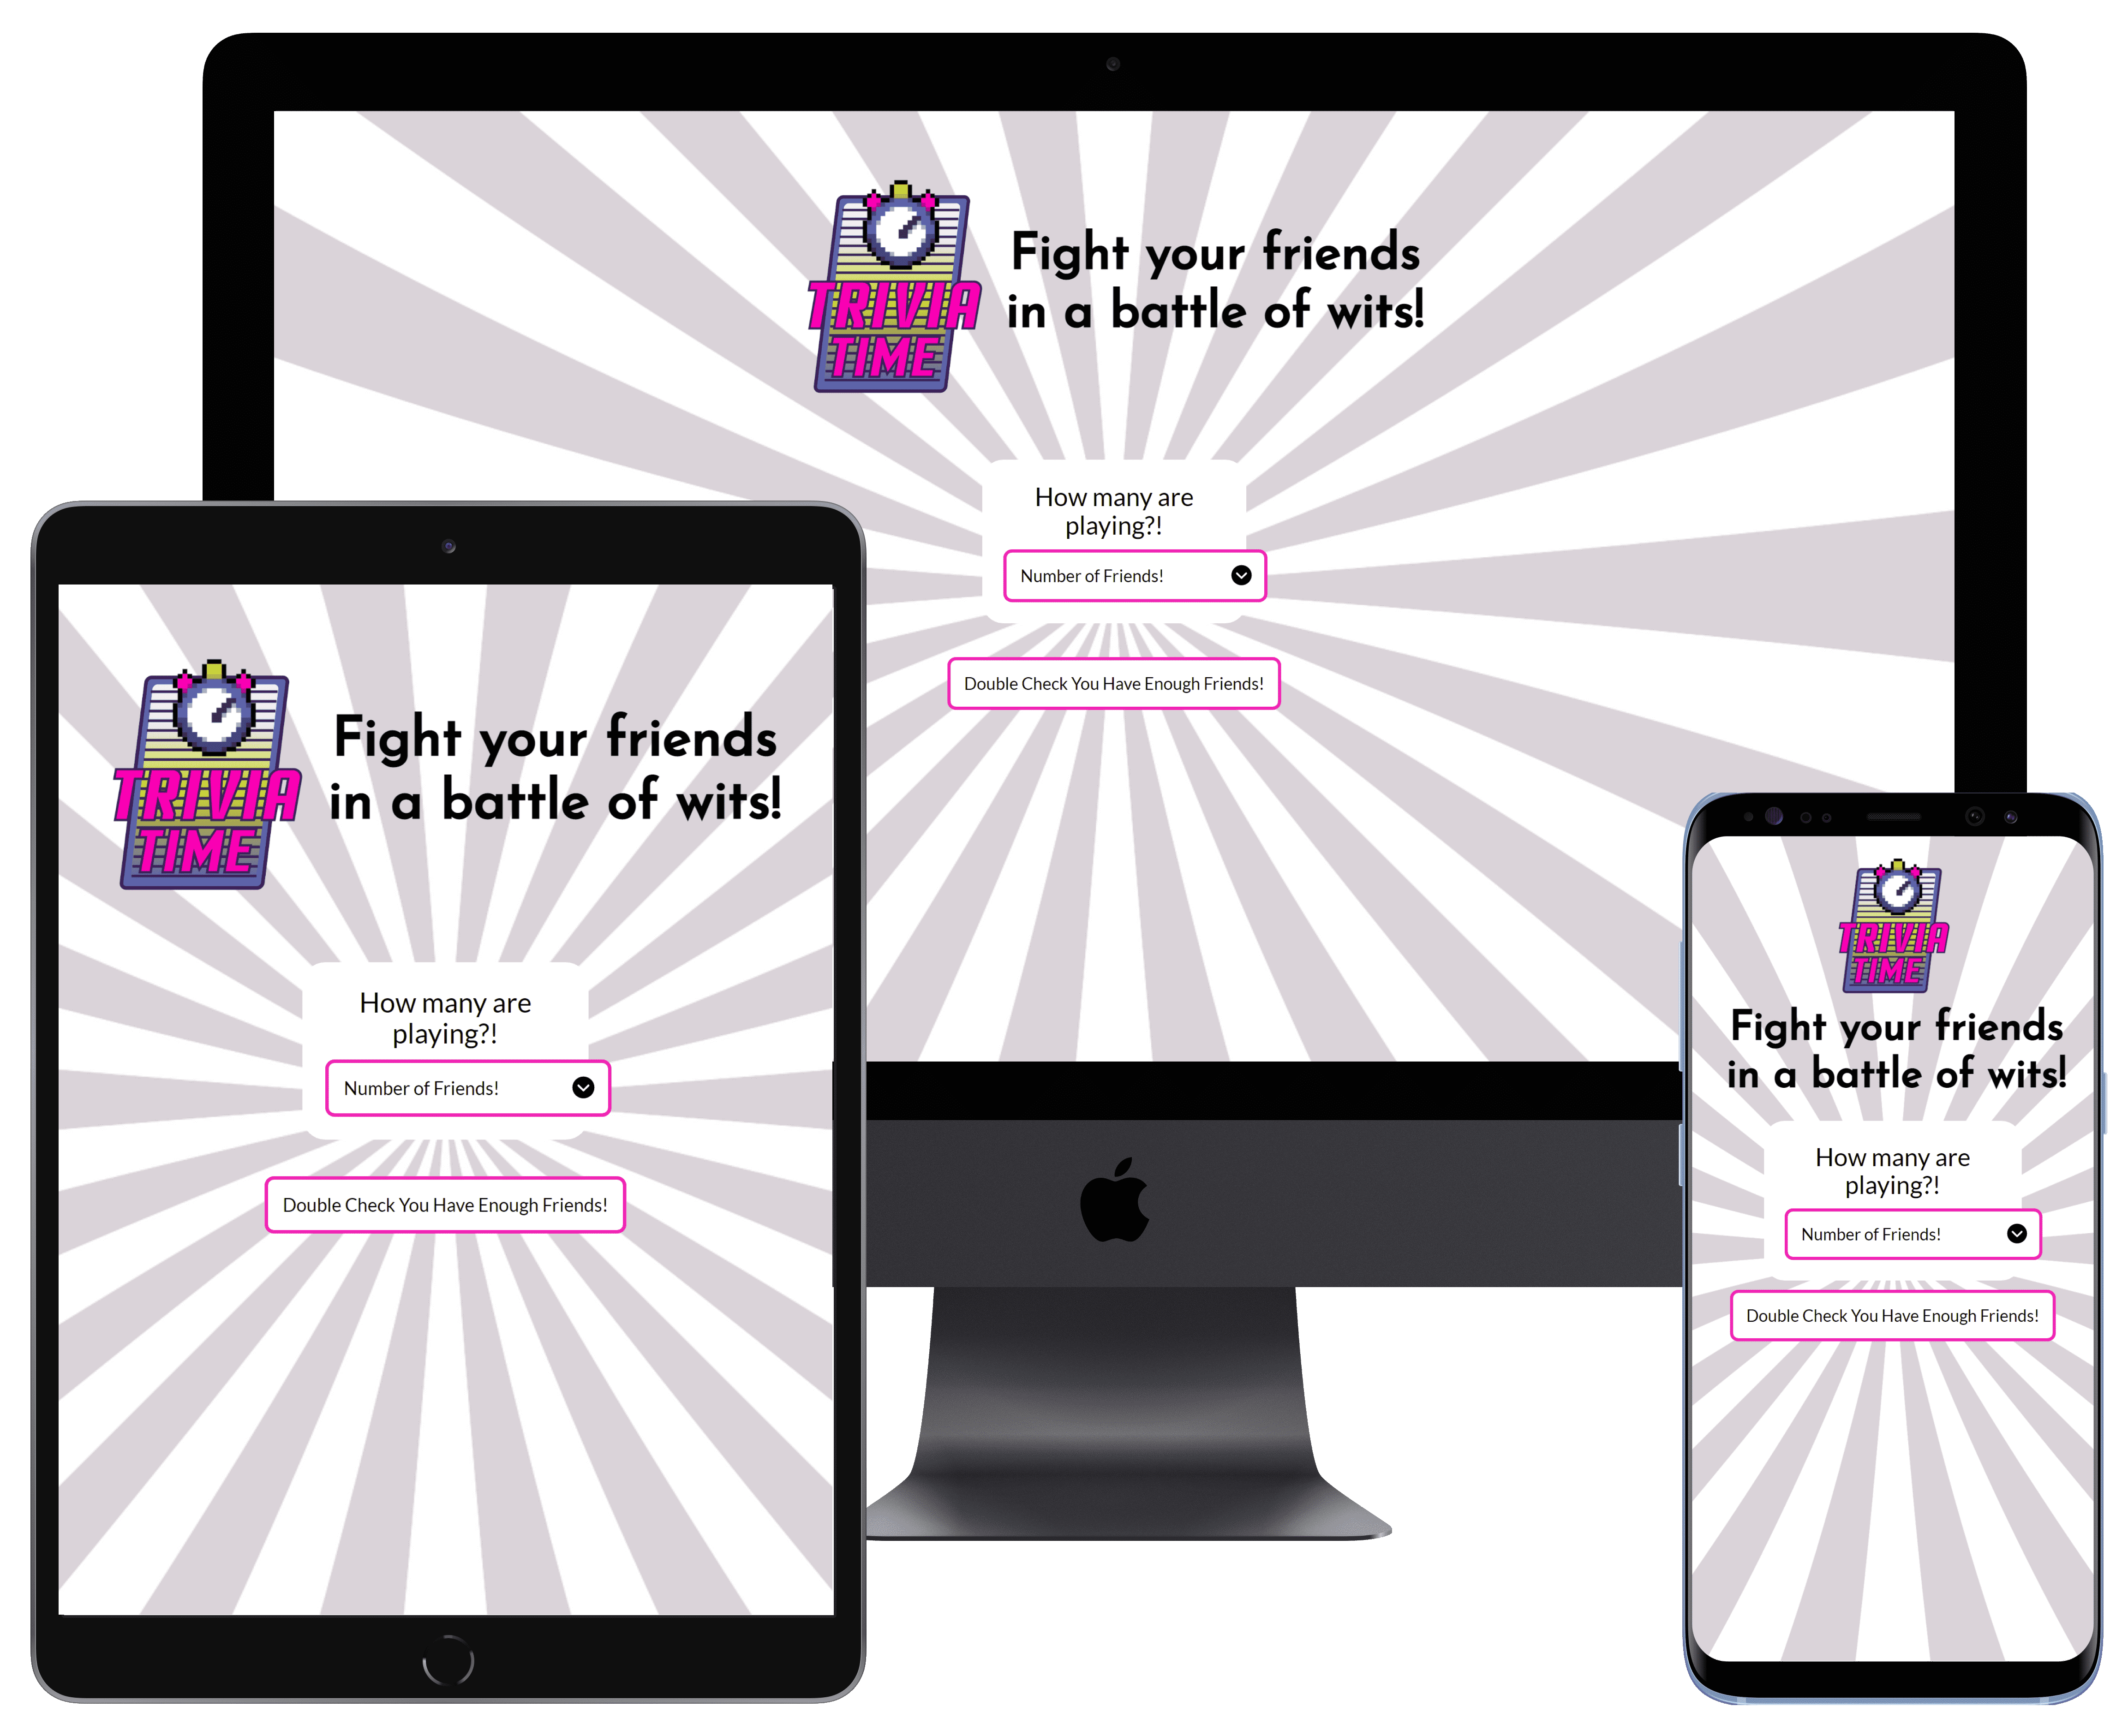 TRIVIA
TIME
Fight your friends
in a battle of wits!
How many are
playing?!
Number of Friends!
Double Check You Have Enough Friends!
TRIVIA
TIME
Fight your friends
in a battle of wits!
How many are
playing?!
Number of Friends!
Double Check You Have Enough Friends!
TRIVIA
TIME
Fight your friends
in a battle of wits!
How many are
playing?!
Number of Friends!
Double Check You Have Enough Friends!